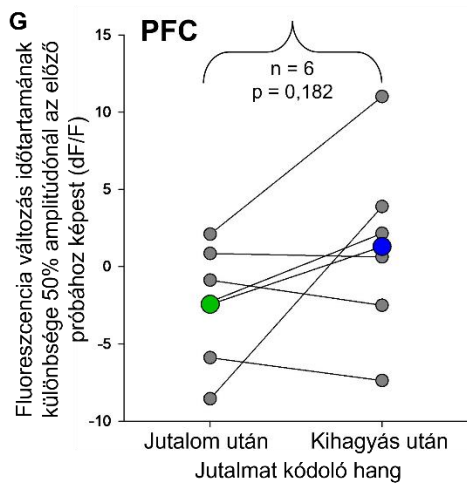 G
PFC
n = 6
p = 0,182
Fluoreszcencia változás időtartamának
különbsége 50% amplitúdónál az előző
próbához képest (dF/F)
15
10
5
0
-5
-10
Jutalom után
Kihagyás után
Jutalmat kódoló hang